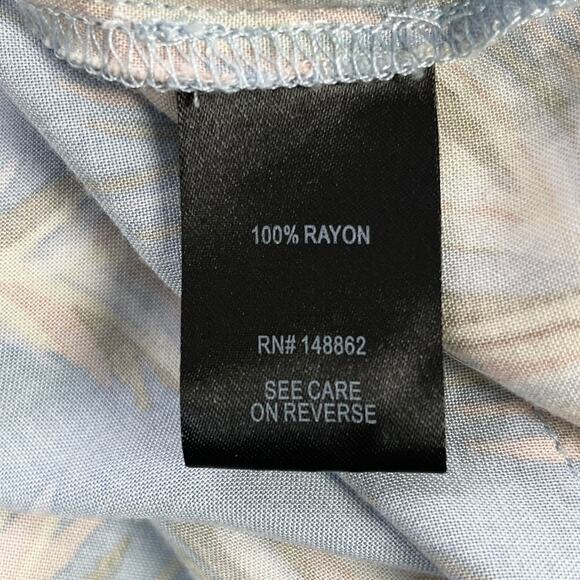 100% RAYON
RN# 148862
SEE CARE
ON REVERSE